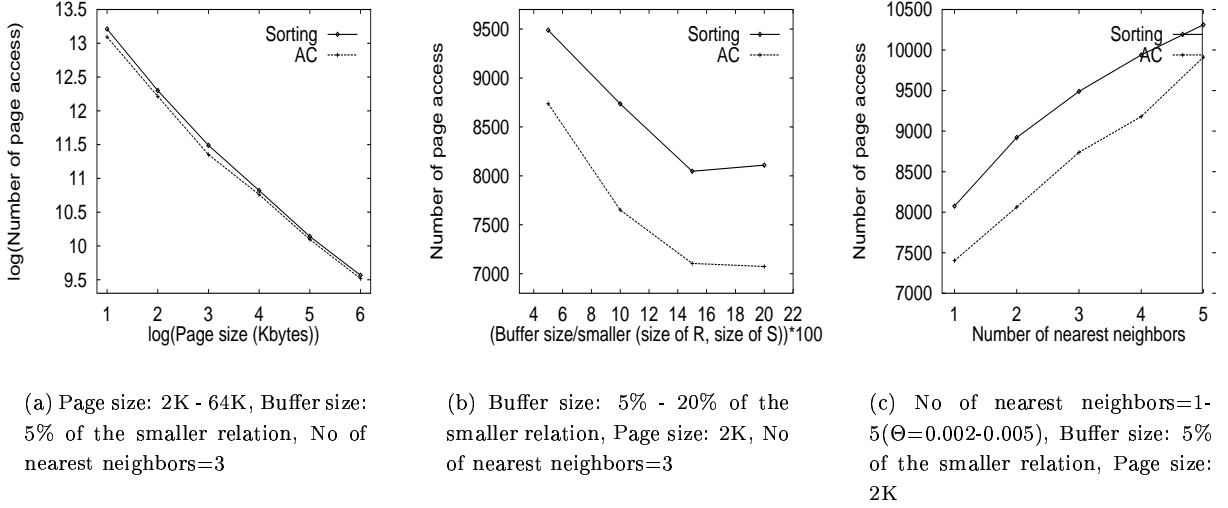 log(Number of page access)
13.5
13
12.5
12
11.5
11
10.5
10
9.5
Sorting
AC
1 2 3 4 5 6
log(Page size (Kbytes))
Number of page access
9500
9000
8500
8000
7500
7000
Sorting
AC
4 6 8 10 12 14 16 18 20 22
(Buffer size/smaller (size of R, size of S))*100
Number of page access
10500
10000
9500
9000
8500
8000
7500
7000
Sorting
AC
1 2 3 4 5
Number of nearest neighbors
(a) Page size: 2K - 64K, Buffer size:
5% of the smaller relation, No of
nearest neighbors=3
(b) Buffer size: 5% - 20% of the
smaller relation, Page size: 2K, No
of nearest neighbors=3
(c) No of nearest neighbors=1-
5(Θ=0.002-0.005), Buffer size: 5%
of the smaller relation, Page size:
2K